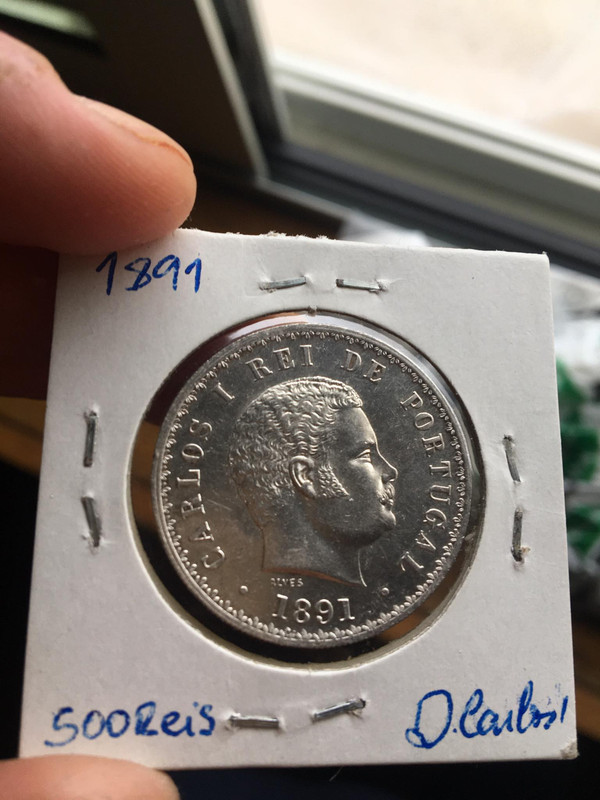 1891
CARLOS I REI DE PORTUGAL
ALVES
1891
500Reis
D.Carlos I